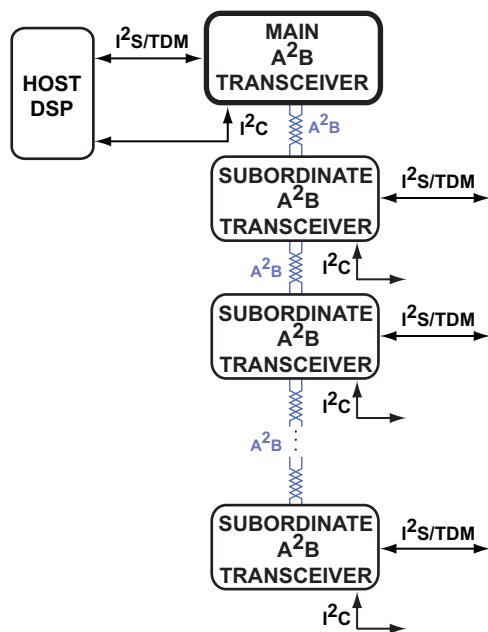 I²S/TDM
MAIN
A²B
TRANSCEIVER
HOST
DSP
I²C
A²B
SUBORDINATE
A²B
TRANSCEIVER
I²S/TDM
I²C
A²B
SUBORDINATE
A²B
TRANSCEIVER
I²S/TDM
I²C
A²B
SUBORDINATE
A²B
TRANSCEIVER
I²S/TDM
I²C